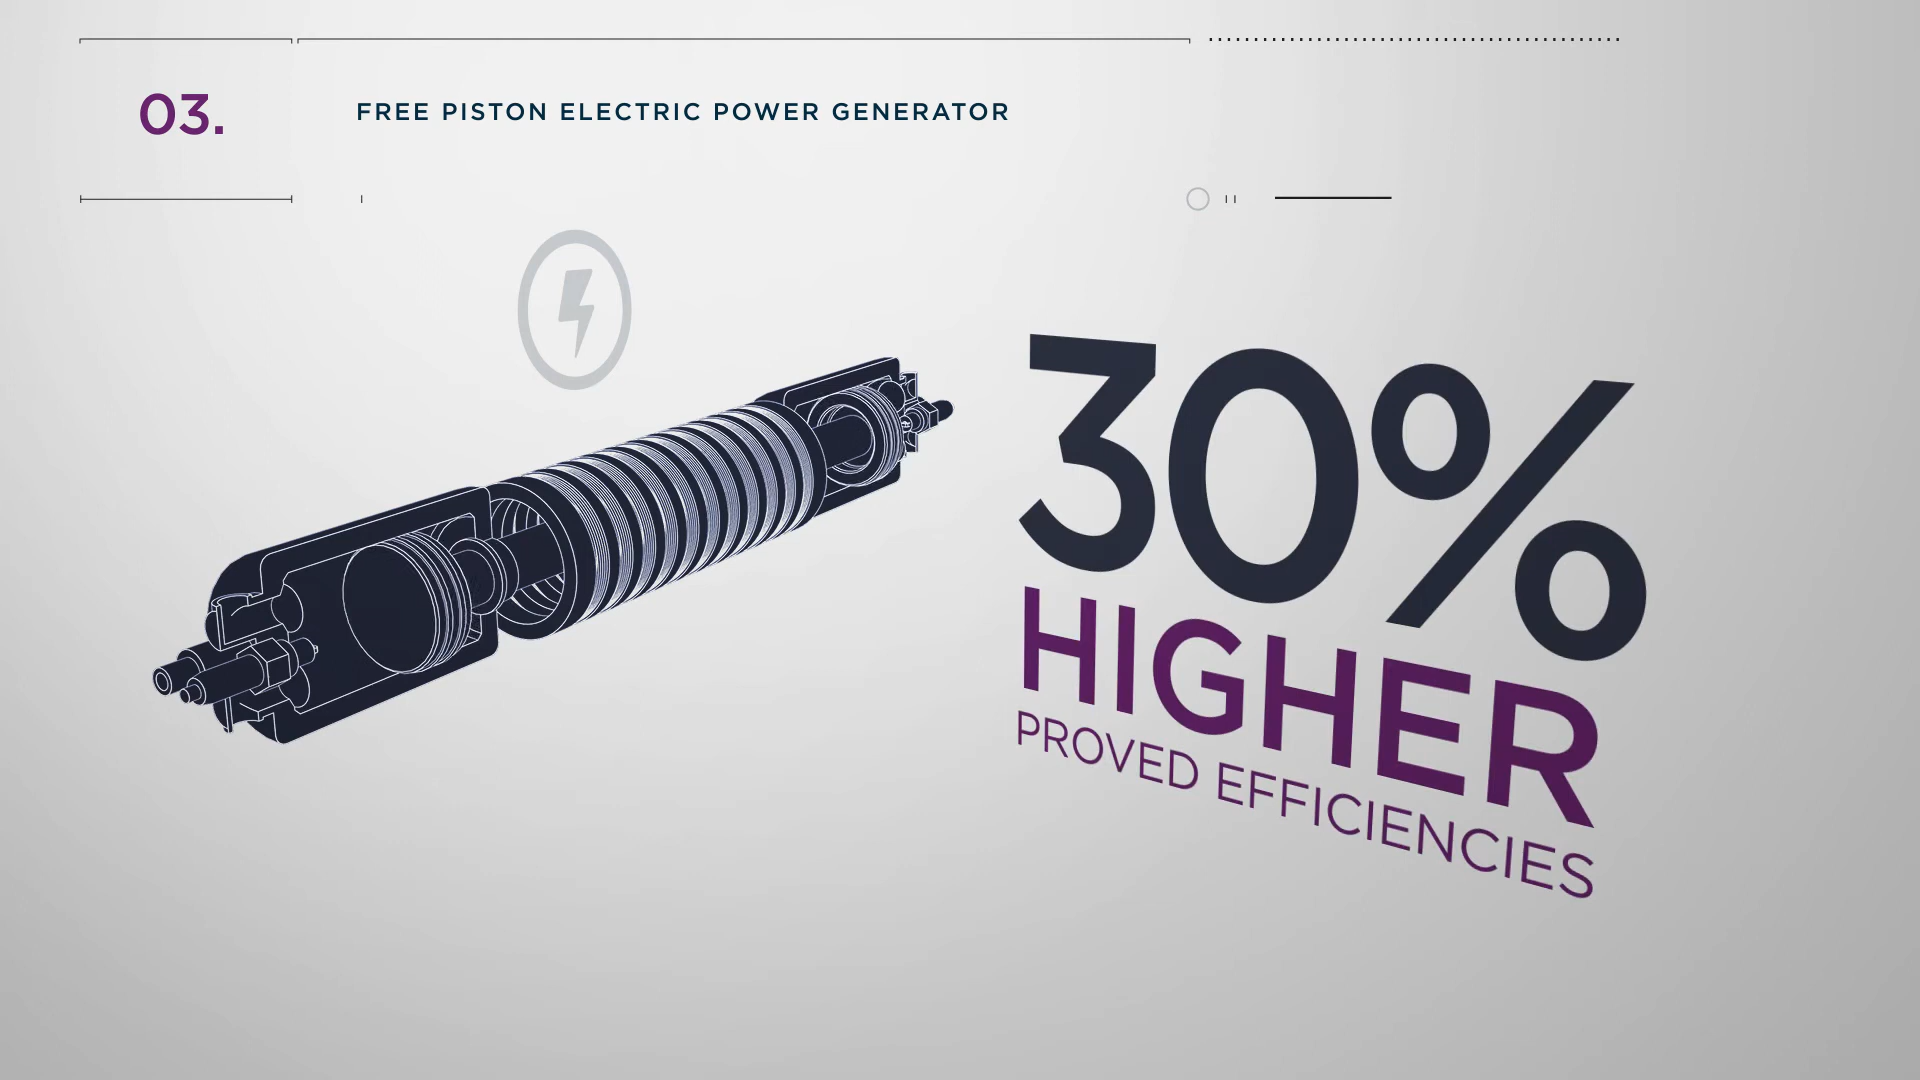 03.
FREE PISTON ELECTRIC POWER GENERATOR
30%
HIGHER
PROVED EFFICIENCIES